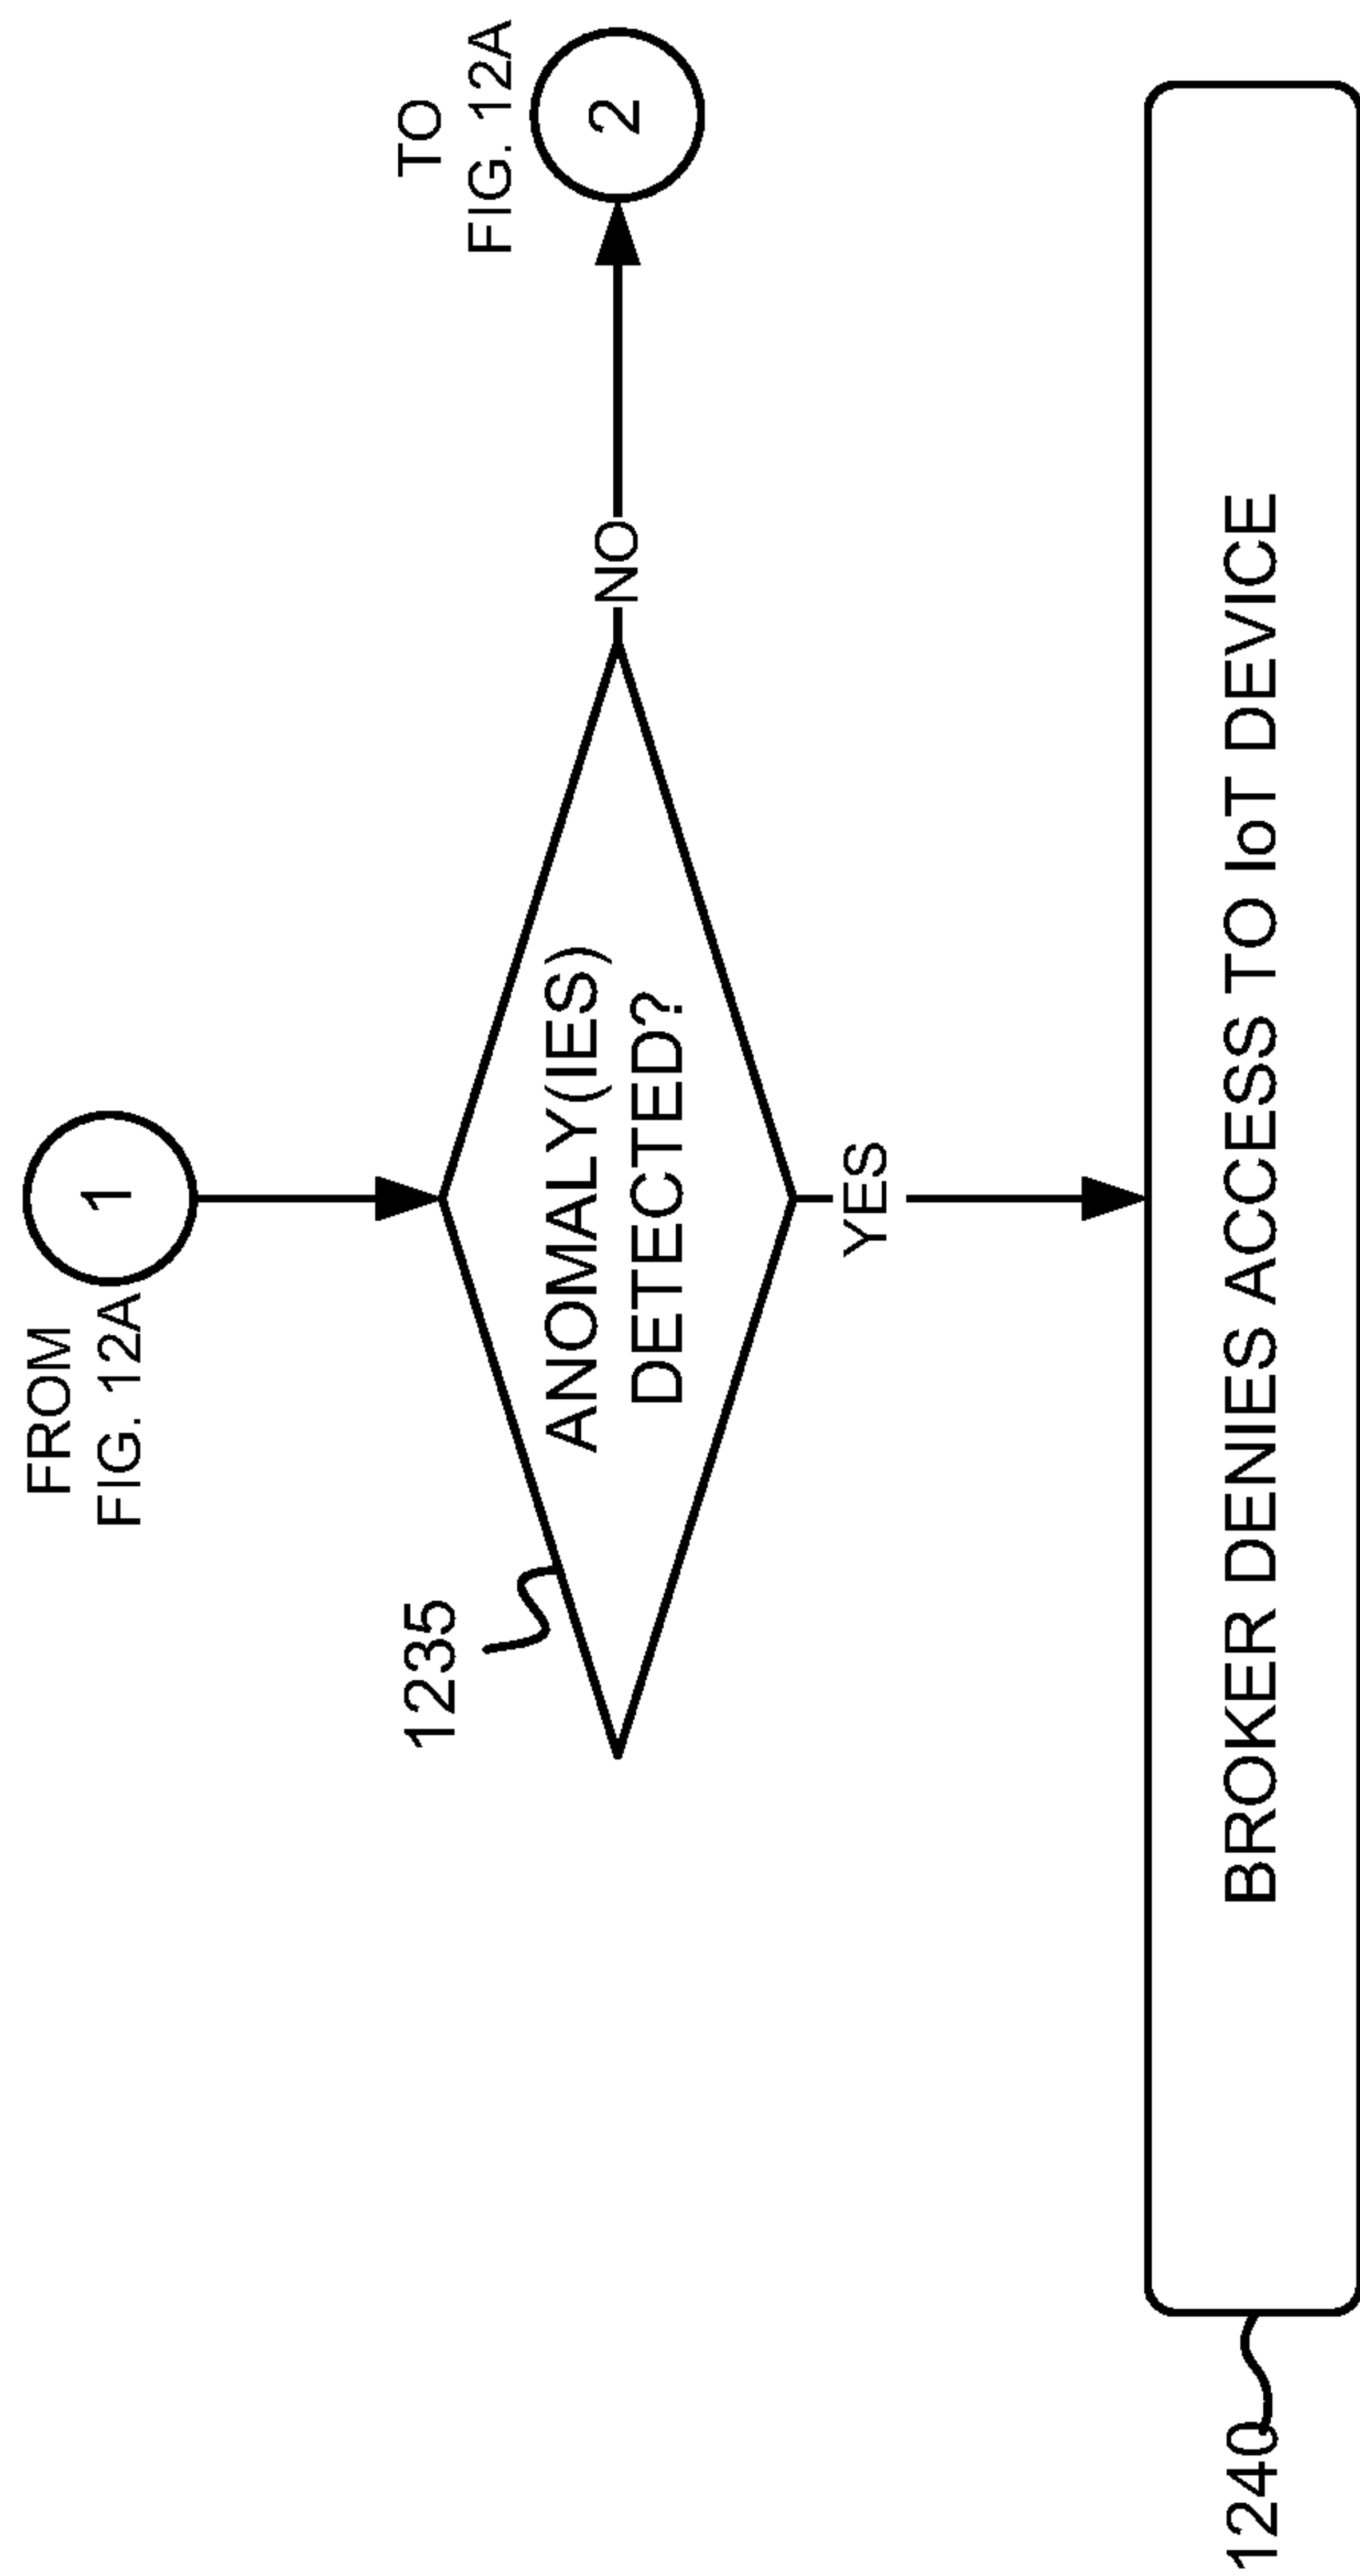 FROM
FIG. 12A
1
1235
ANOMALY(IES)
DETECTED?
NO
TO
FIG. 12A
2
YES
1240
BROKER DENIES ACCESS TO IoT DEVICE